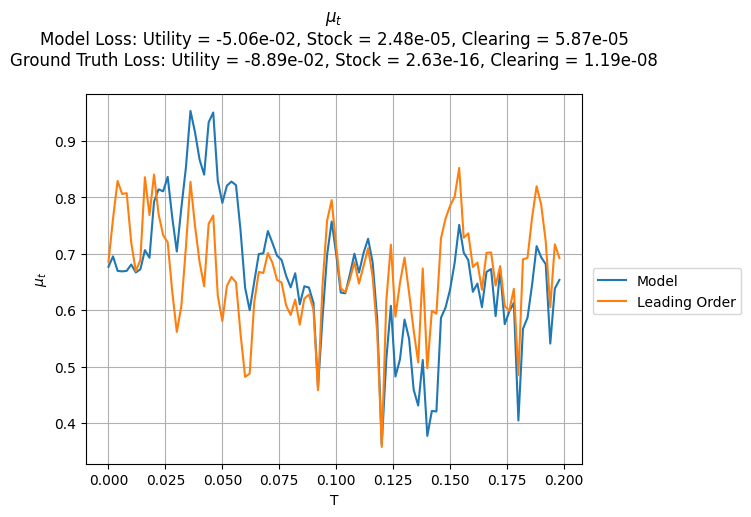 μₜ
Model Loss: Utility = -5.06e-02, Stock = 2.48e-05, Clearing = 5.87e-05
Ground Truth Loss: Utility = -8.89e-02, Stock = 2.63e-16, Clearing = 1.19e-08
0.9
0.8
0.7
0.6
0.5
0.4
μₜ
0.000 0.025 0.050 0.075 0.100 0.125 0.150 0.175 0.200
T
Model
Leading Order